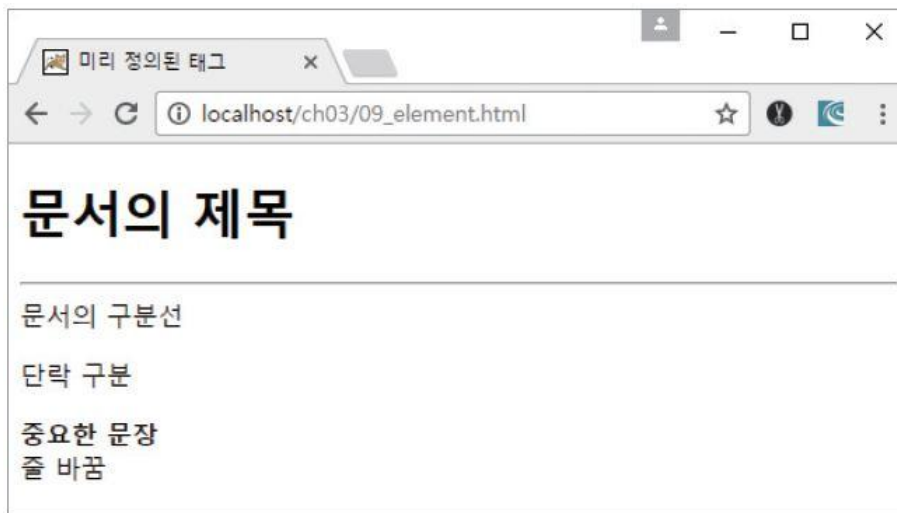 미리 정의된 태그
localhost/ch03/09_element.html
문서의 제목
문서의 구분선
단락 구분
중요한 문장
줄 바꿈